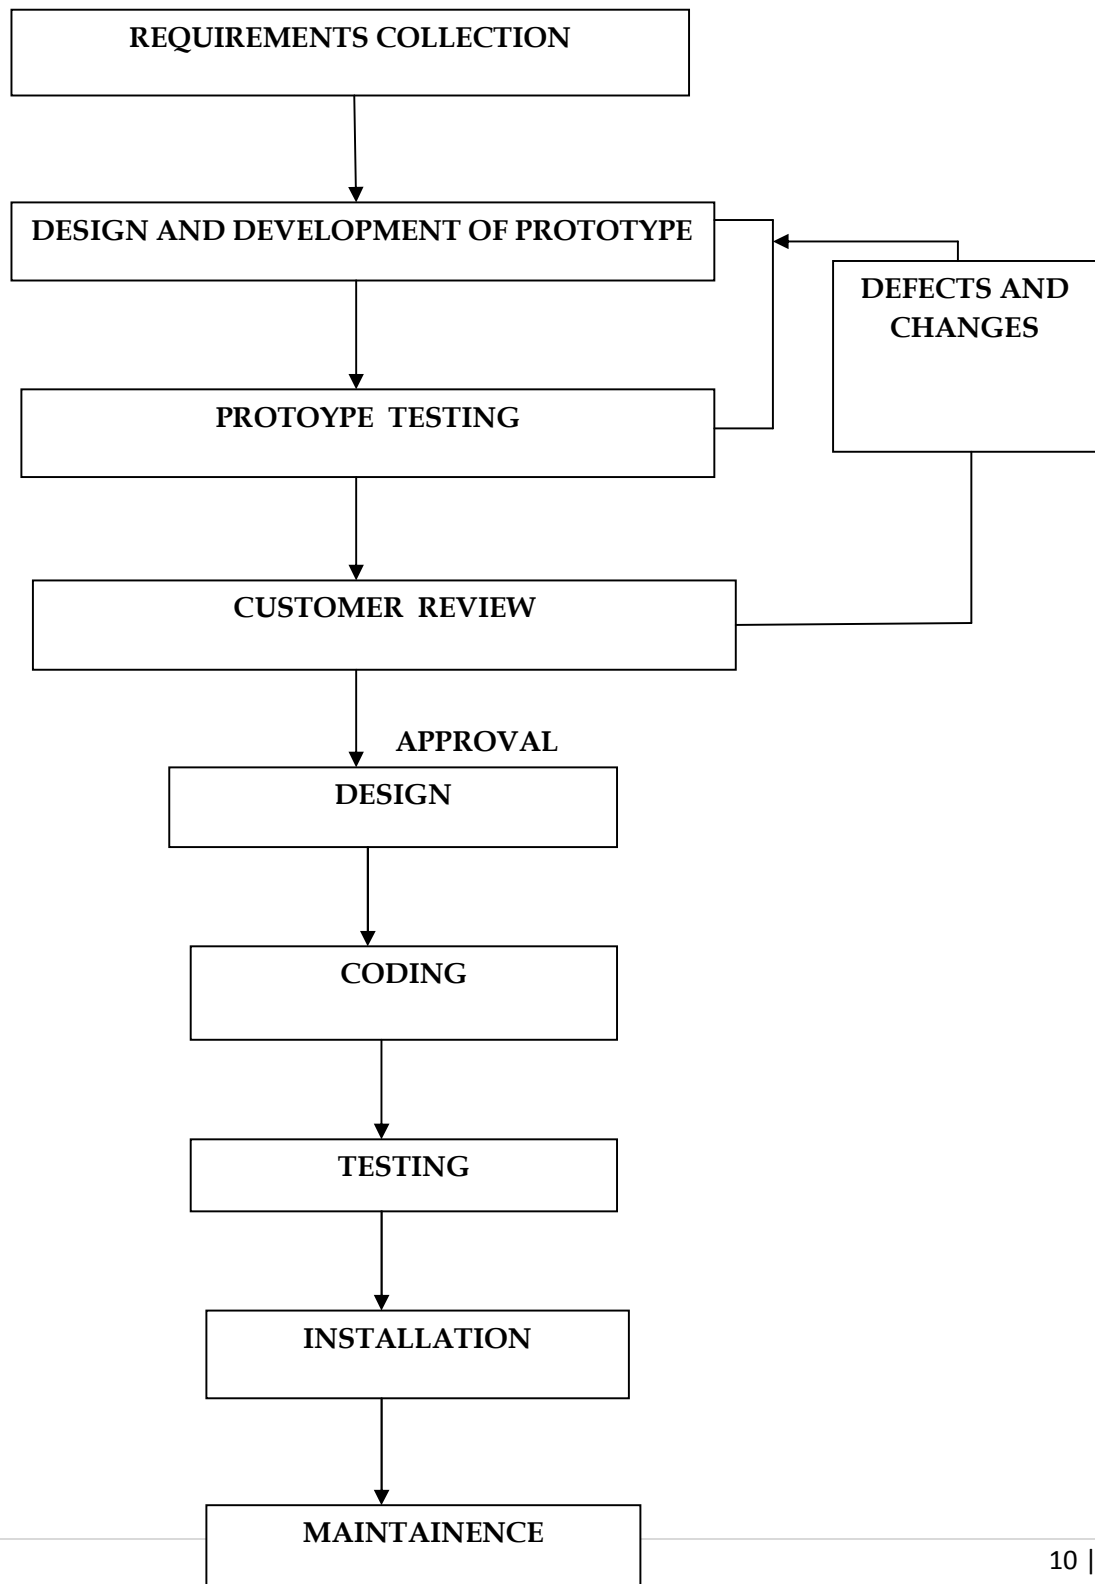 REQUIREMENTS COLLECTION
DESIGN AND DEVELOPMENT OF PROTOTYPE
DEFECTS AND
CHANGES
PROTOYPE TESTING
CUSTOMER REVIEW
APPROVAL
DESIGN
CODING
TESTING
INSTALLATION
MAINTAINENCE
10 |